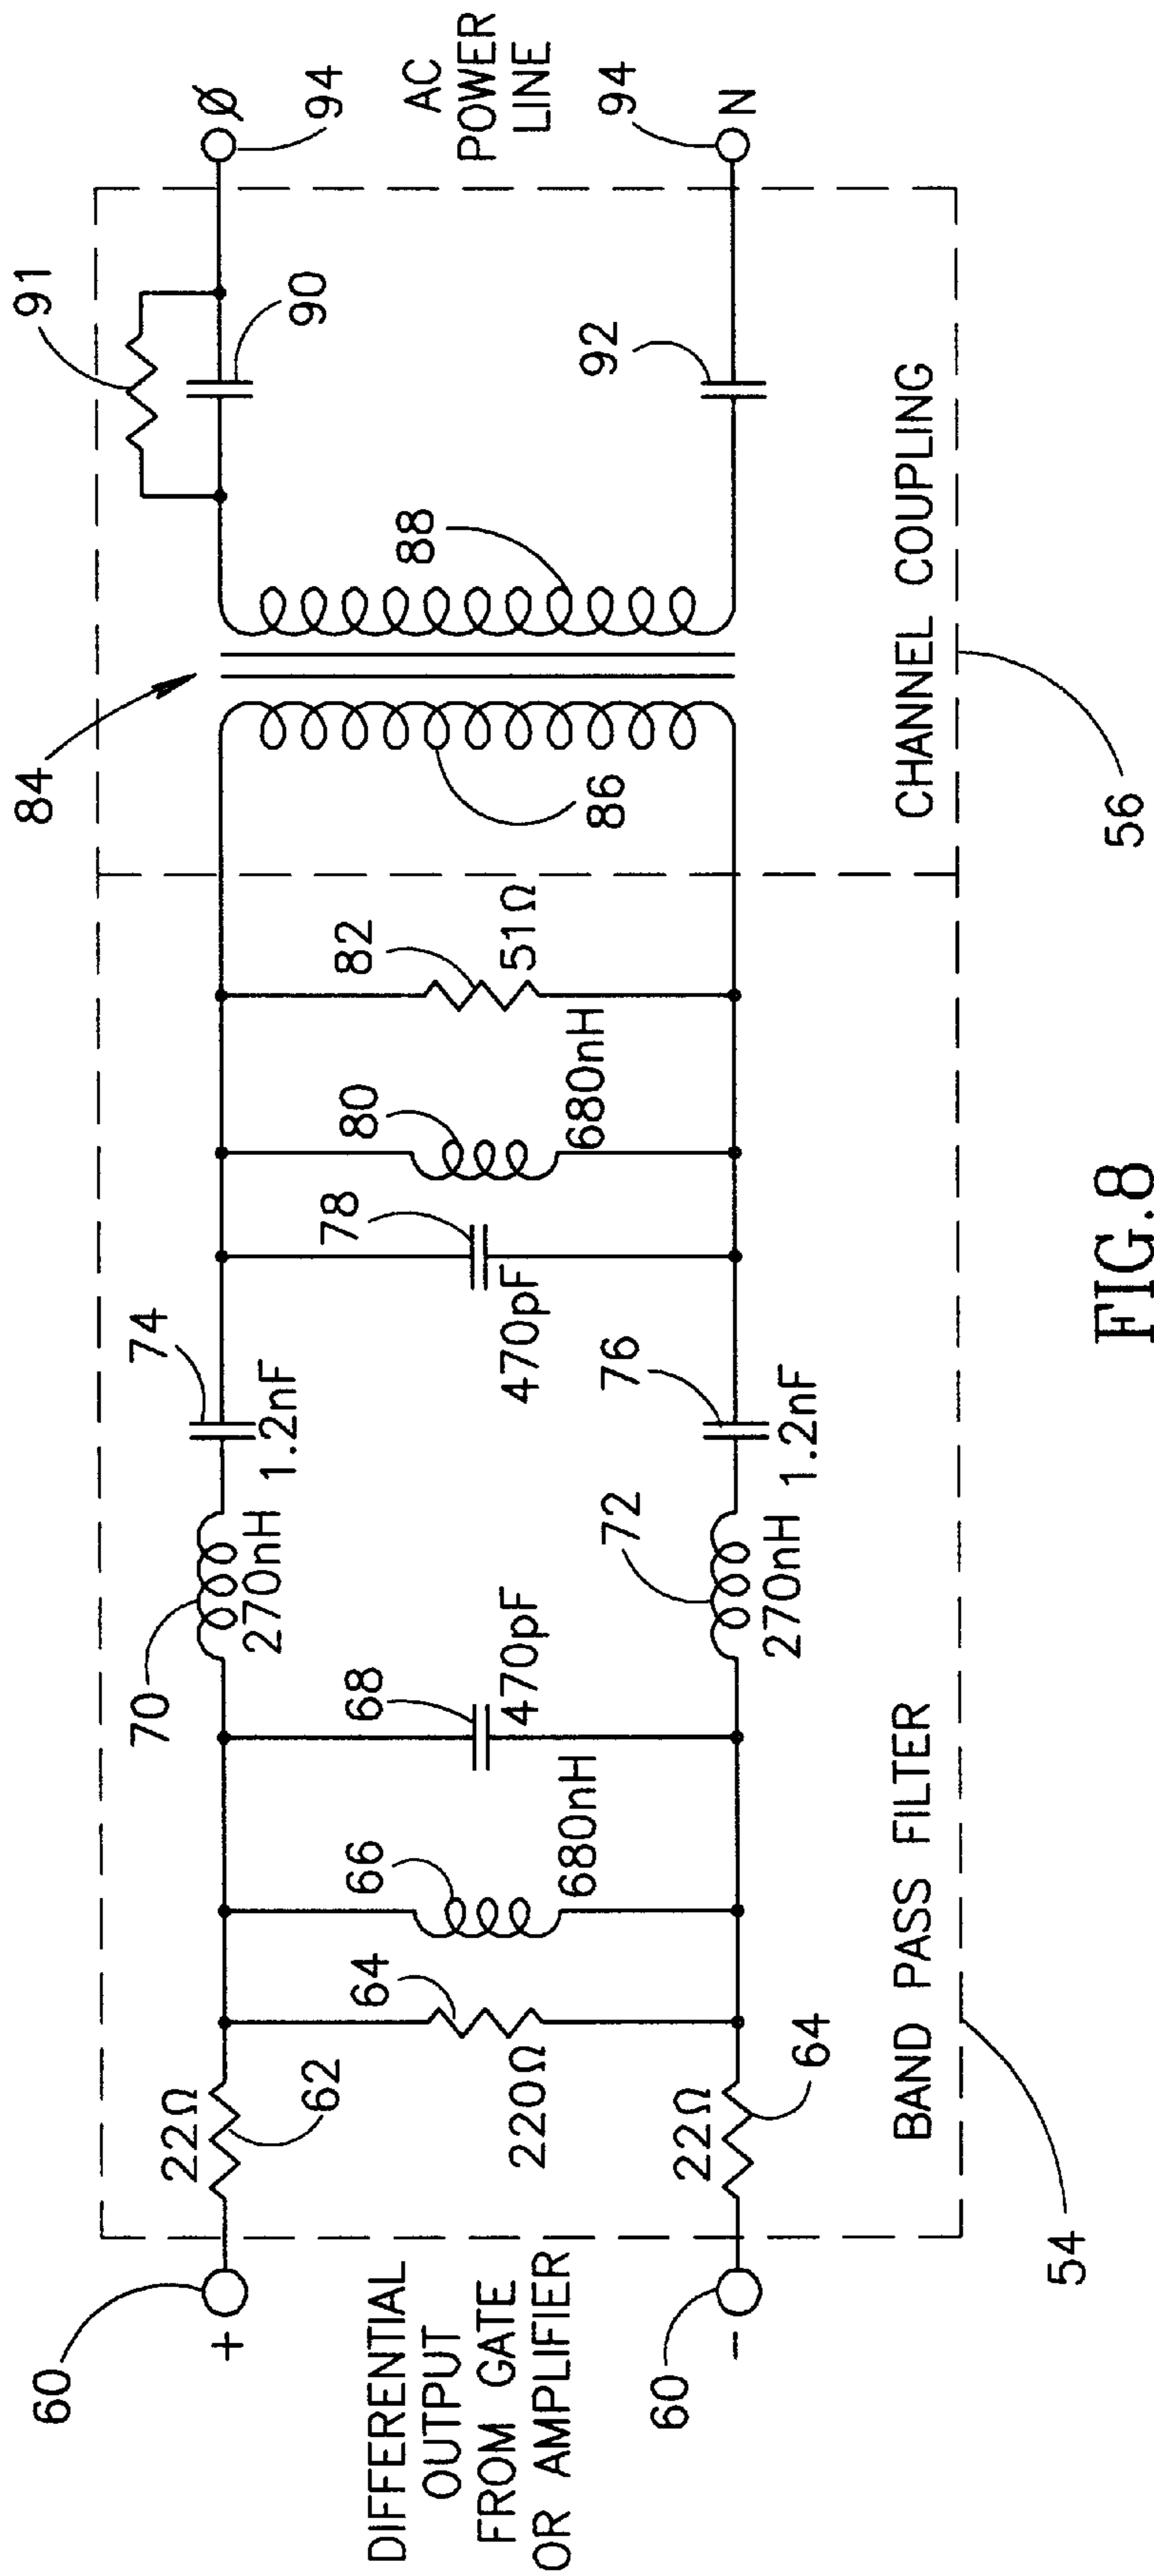 60
+
DIFFERENTIAL
OUTPUT
FROM GATE
OR AMPLIFIER
60
-
22Ω
62
64
220Ω
22Ω
64
66
680nH
68
470pF
70
270nH
72
270nH
74
1.2nF
76
1.2nF
78
470pF
80
680nH
82
51Ω
BAND PASS FILTER
54
84
86
88
91
90
92
CHANNEL COUPLING
56
Ø
94
AC
POWER
LINE
94
N
FIG.8